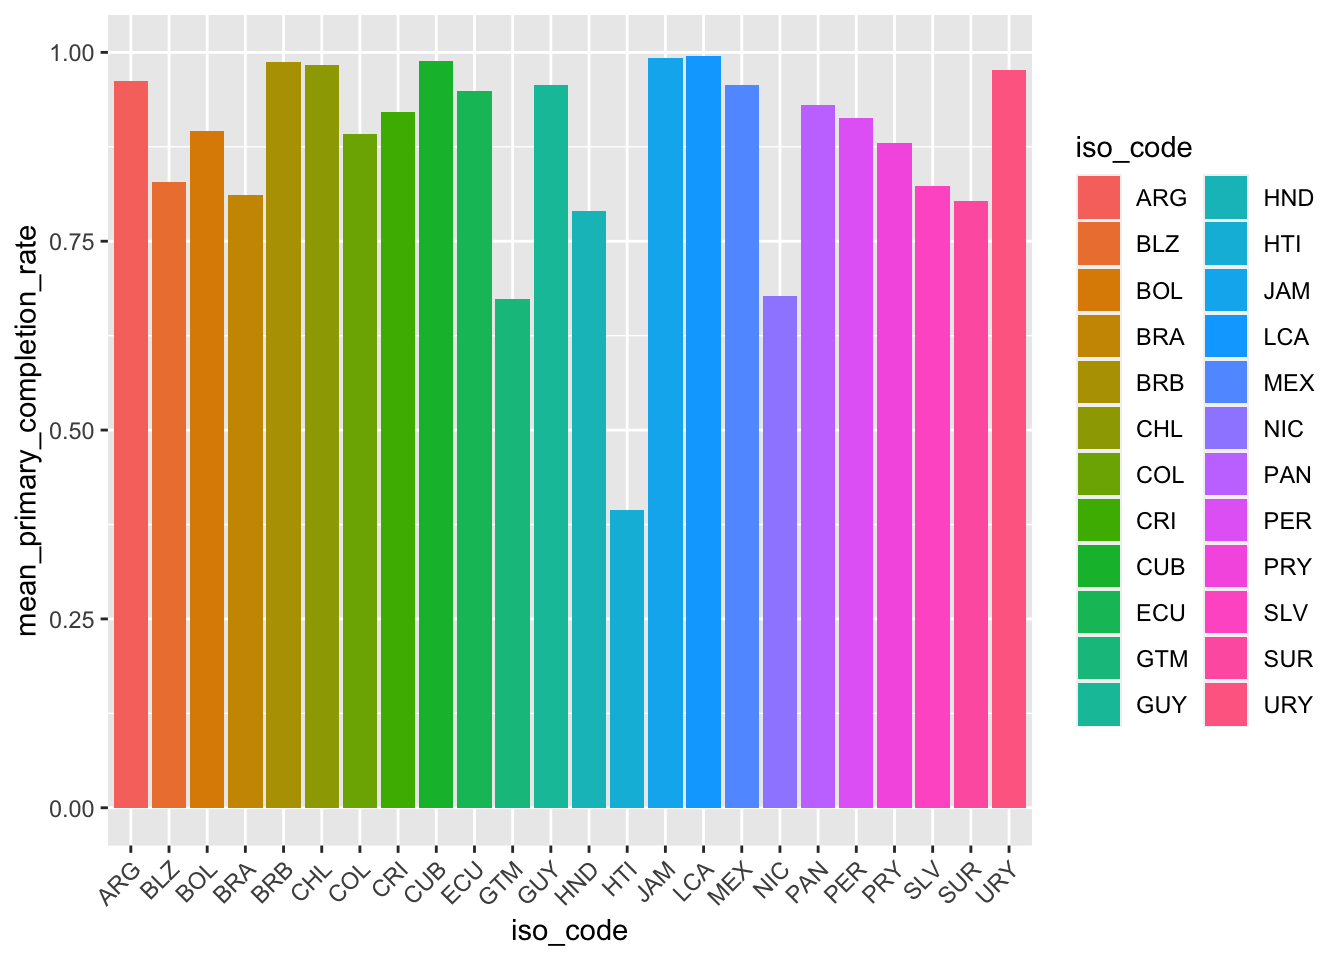 mean_primary_completion_rate
1.00
0.75
0.50
0.25
0.00
ARG BLZ BOL BRA BRB CHL COL CRI CUB ECU GTM GUY HND HTI JAM LCA MEX NIC PAN PER PRY SLV SUR URY
iso_code
iso_code
ARG HND
BLZ HTI
BOL JAM
BRA LCA
BRB MEX
CHL NIC
COL PAN
CRI PER
CUB PRY
ECU SLV
GTM SUR
GUY URY